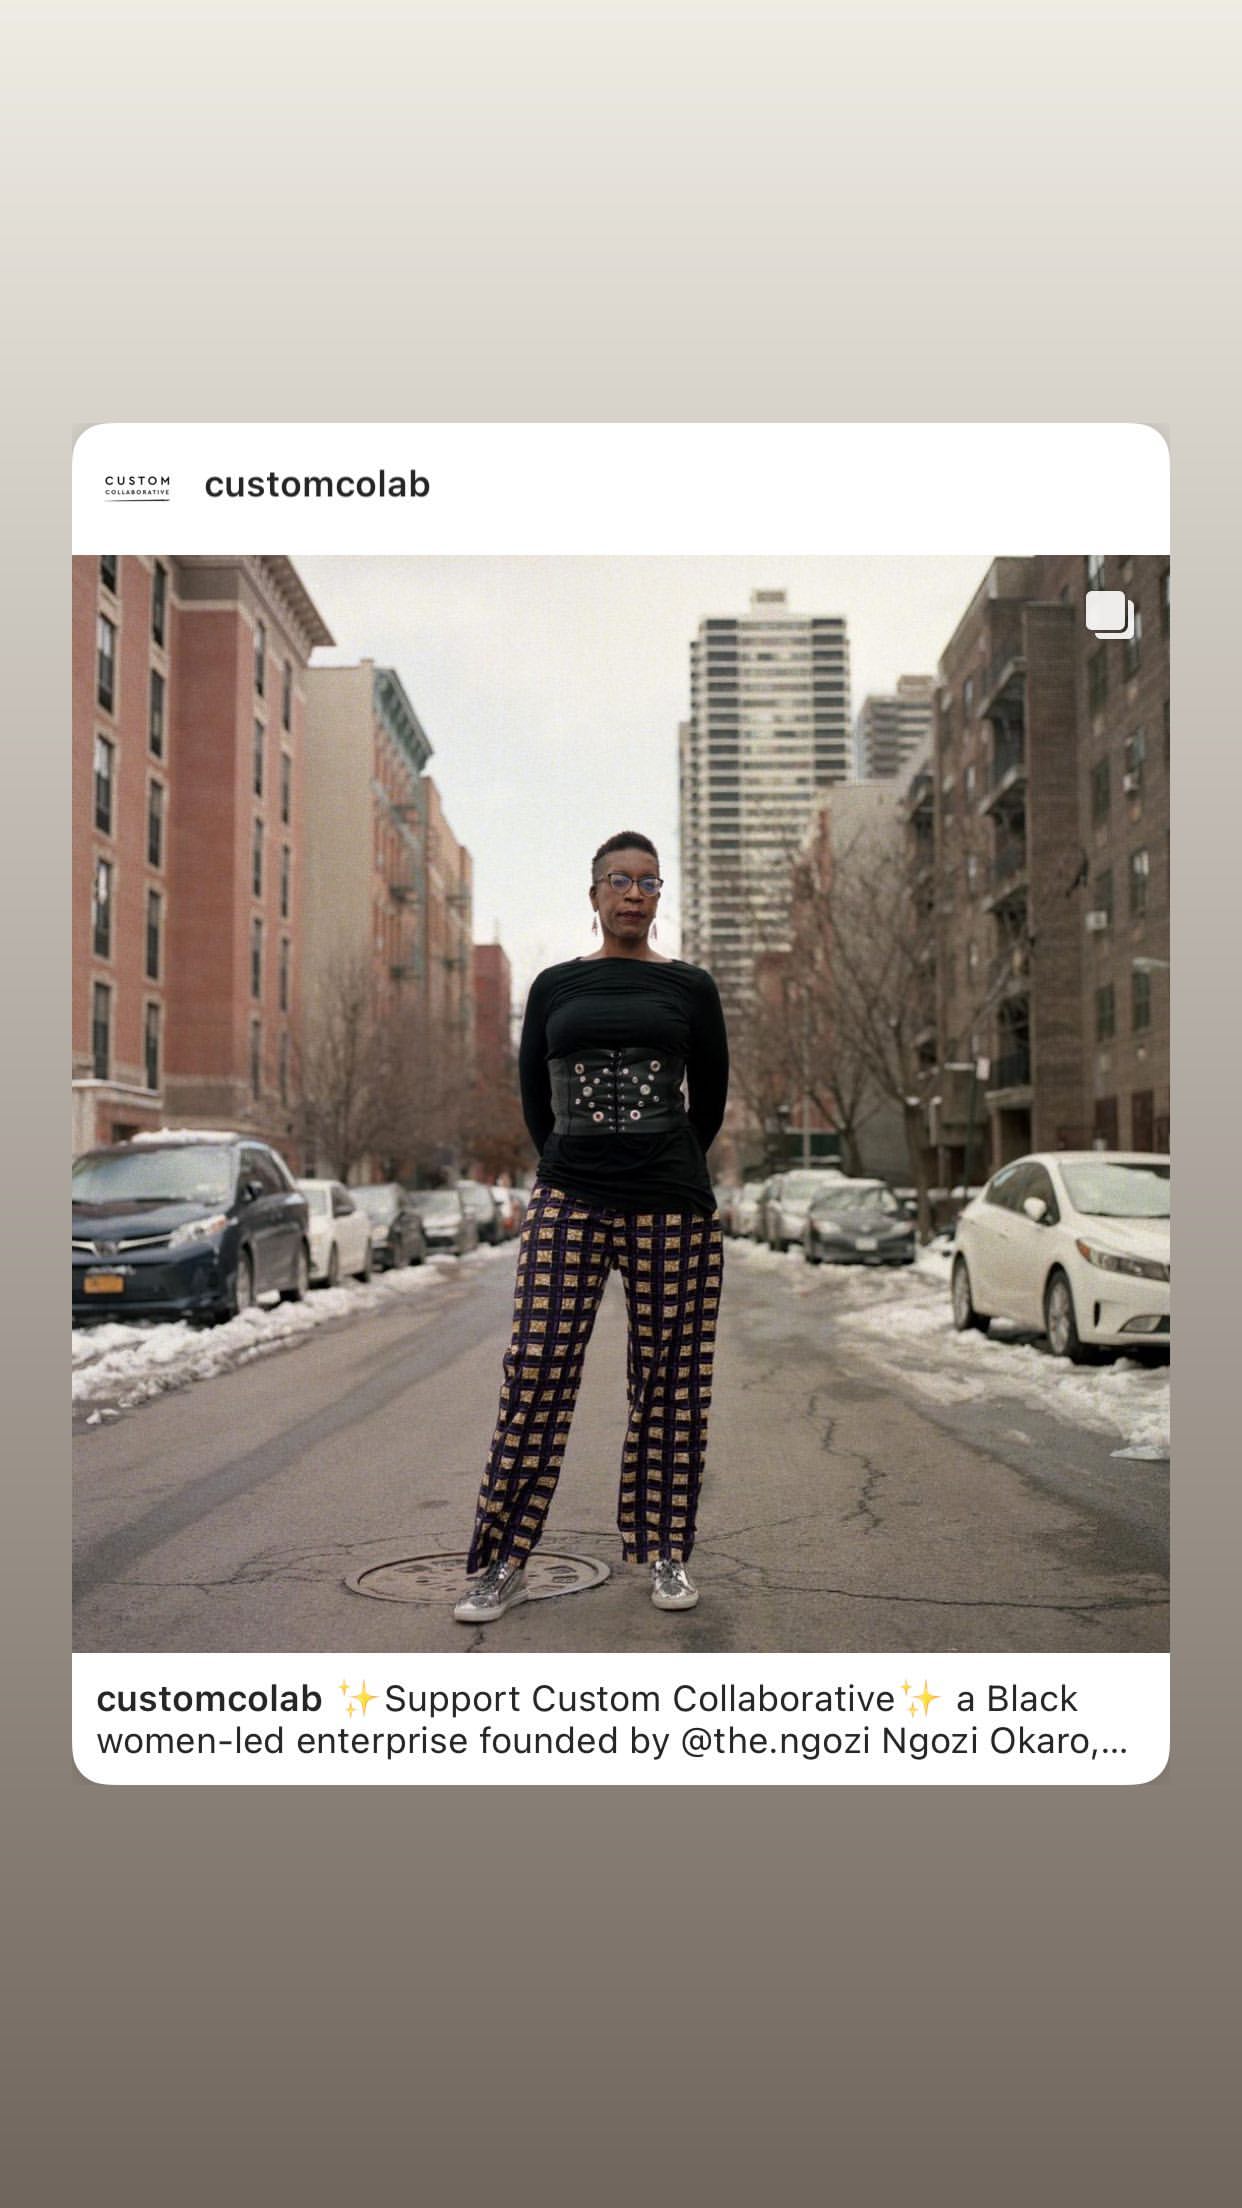 CUSTOM
COLLABORATIVE
customcolab
customcolab ✨Support Custom Collaborative✨ a Black
women-led enterprise founded by @the.ngozi Ngozi Okaro,...